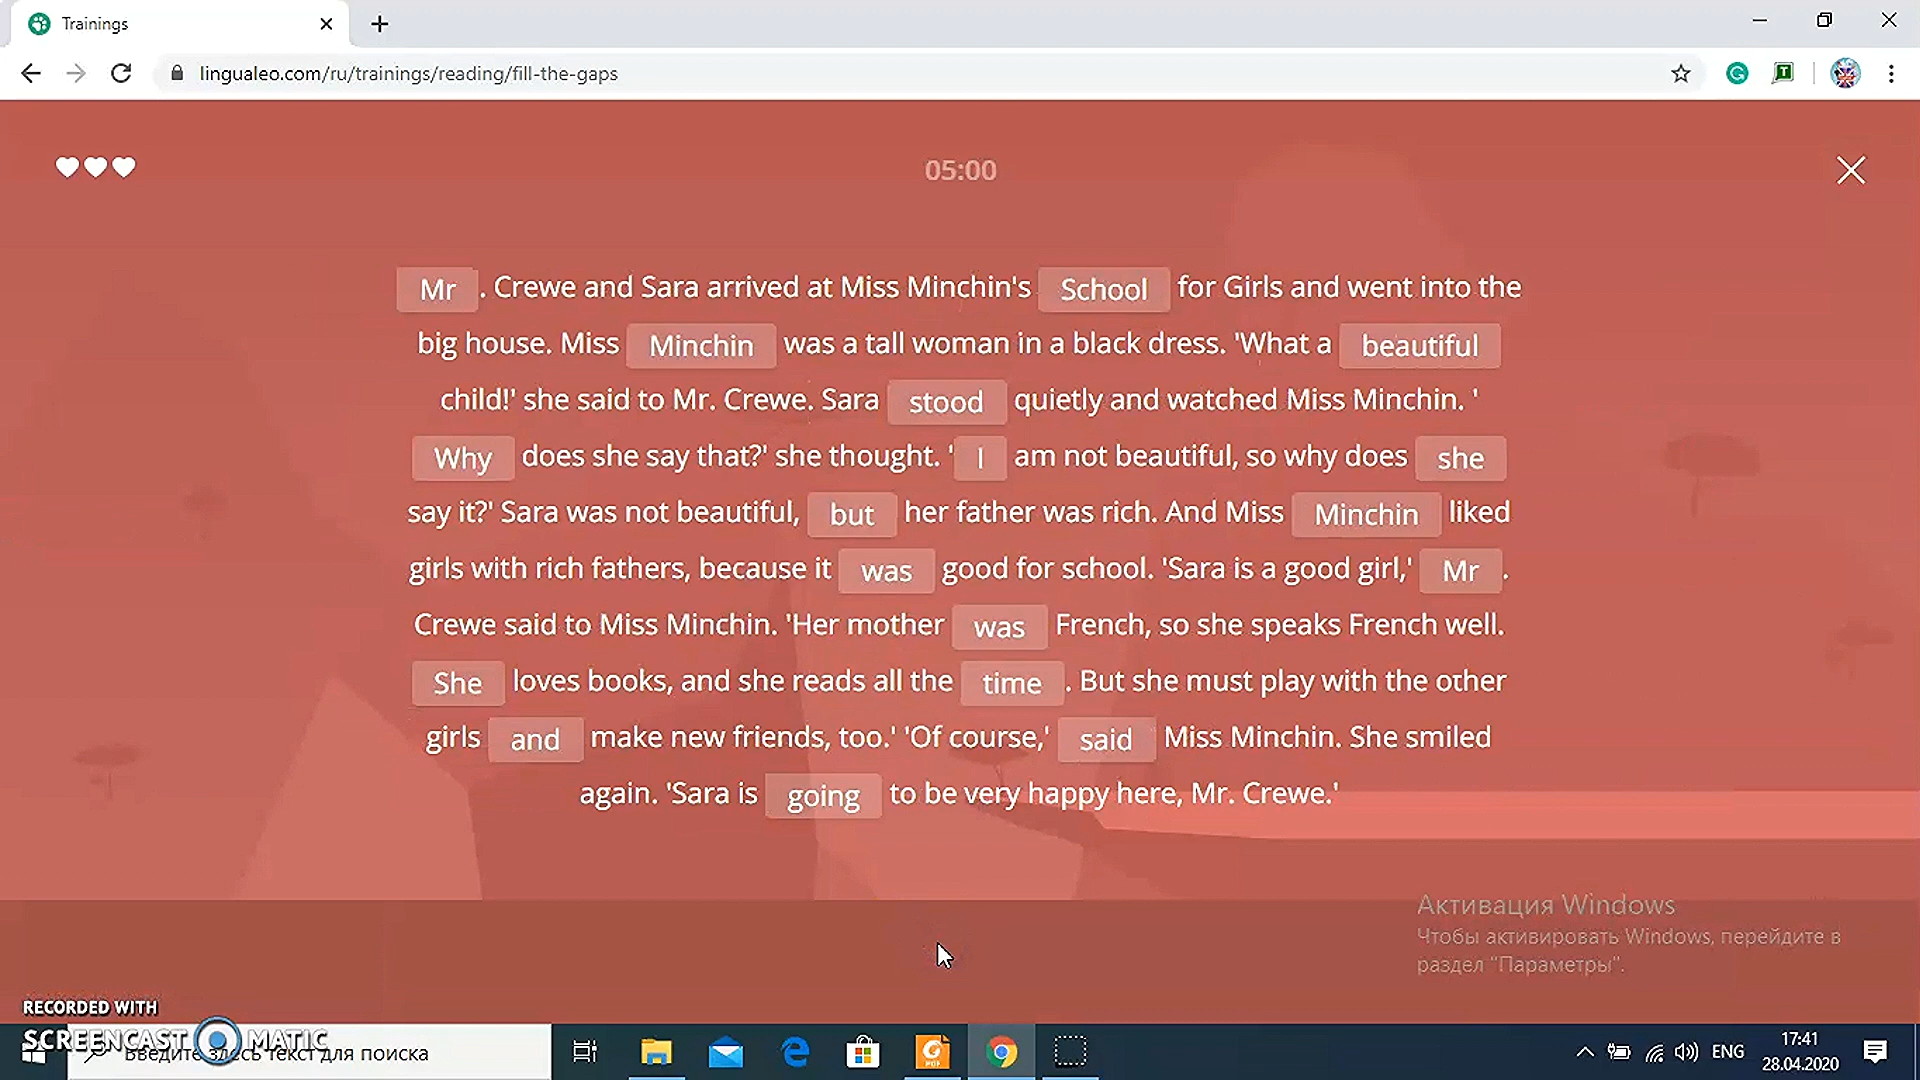 Trainings
lingualeo.com/ru/trainings/reading/fill-the-gaps
05:00
Mr . Crewe and Sara arrived at Miss Minchin's School for Girls and went into the
big house. Miss Minchin was a tall woman in a black dress. 'What a beautiful
child!' she said to Mr. Crewe. Sara stood quietly and watched Miss Minchin. '
Why does she say that?' she thought. ' I am not beautiful, so why does she
say it?' Sara was not beautiful, but her father was rich. And Miss Minchin liked
girls with rich fathers, because it was good for school. 'Sara is a good girl,' Mr .
Crewe said to Miss Minchin. 'Her mother was French, so she speaks French well.
She loves books, and she reads all the time . But she must play with the other
girls and make new friends, too.' 'Of course,' said Miss Minchin. She smiled
again. 'Sara is going to be very happy here, Mr. Crewe.'
Активация Windows
Чтобы активировать Windows, перейдите в
раздел "Параметры".
RECORDED WITH
SCREENCAST MATIC
Введите здесь текст для поиска
ENG
17:41
28.04.2020